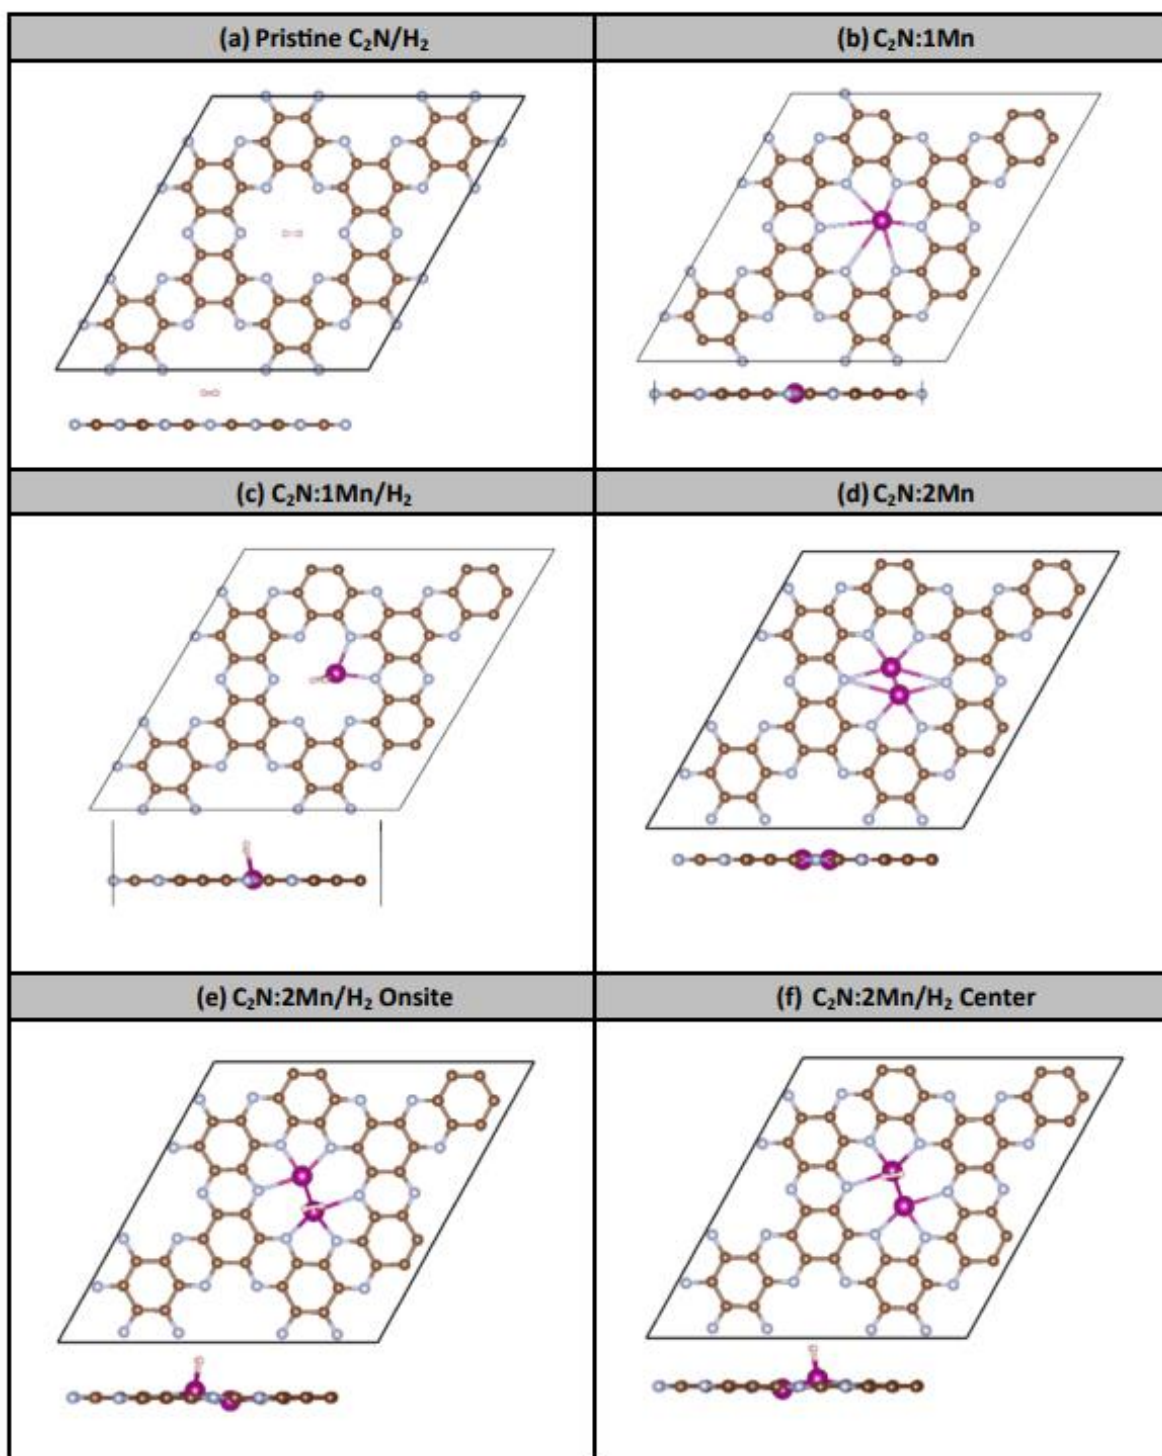 (a) Pristine C₂N/H₂
(b) C₂N:1Mn
(c) C₂N:1Mn/H₂
(d) C₂N:2Mn
(e) C₂N:2Mn/H₂ Onsite
(f) C₂N:2Mn/H₂ Center